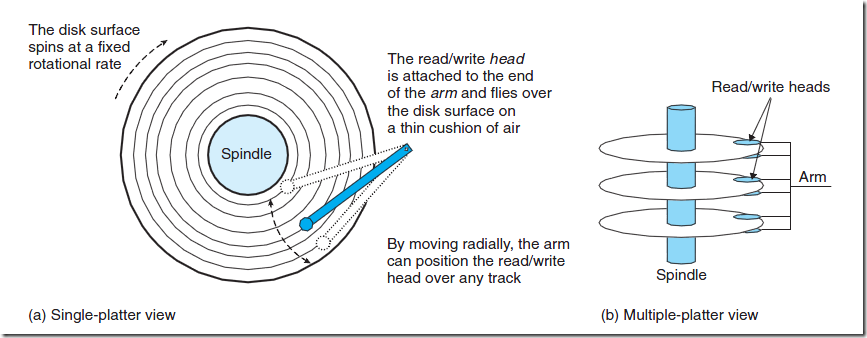 The disk surface
spins at a fixed
rotational rate
Spindle
The read/write head
is attached to the end
of the arm and flies over
the disk surface on
a thin cushion of air
By moving radially, the arm
can position the read/write
head over any track
(a) Single-platter view
Read/write heads
Arm
Spindle
(b) Multiple-platter view